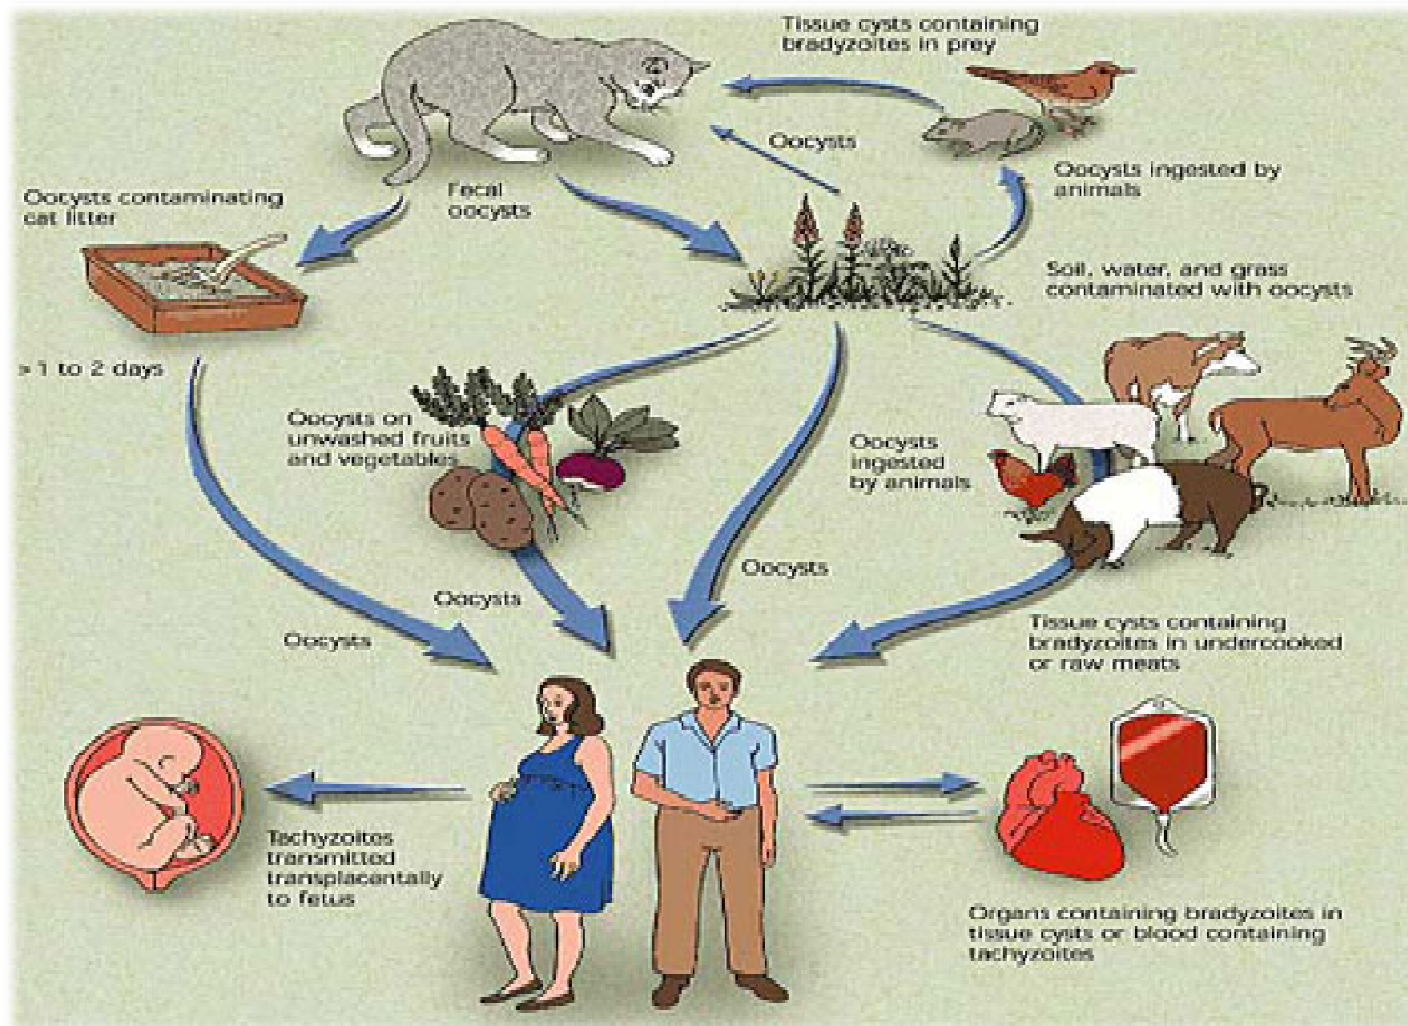 Tissue cysts containing
bradyzoites in prey
Oocysts
Oocysts ingested by
animals
Fecal
oocysts
Oocysts contaminating
cat litter
Soil, water, and grass
contaminated with oocysts
> 1 to 2 days
Oocysts on
unwashed fruits
and vegetables
Oocysts
ingested
by animals
Oocysts
Oocysts
Oocysts
Tissue cysts containing
bradyzoites in undercooked
or raw meats
Tachyzoites
transmitted
transplacentally
to fetus
Organs containing bradyzoites in
tissue cysts or blood containing
tachyzoites